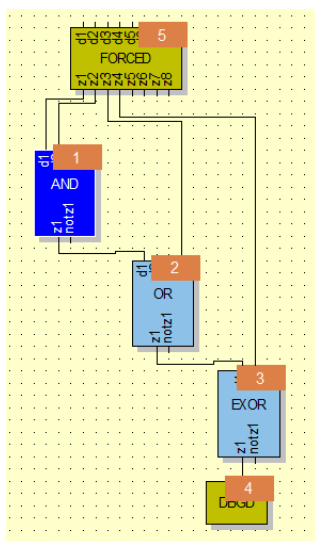 d1 d2 d3 d4 d5 5
FORCED
z1 z2 z3 z4 z5 z6 z7 z8
d1 1
AND
z1 notz1
d1 2
OR
z1 notz1
3
EXOR
z1 notz1
4
DBGD